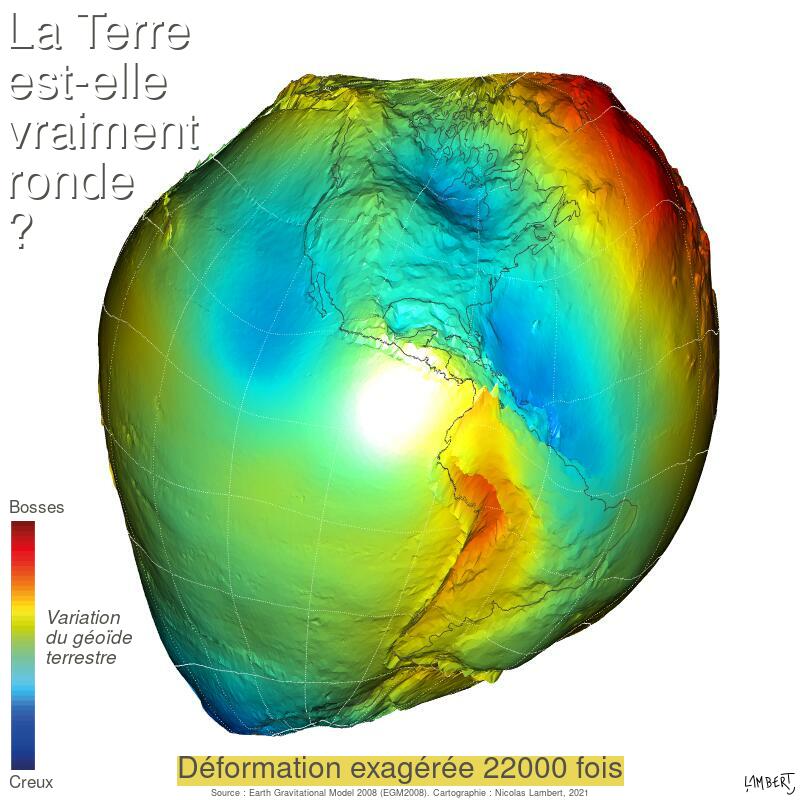 La Terre
est-elle
vraiment
ronde
?
Bosses
Variation
du géoïde
terrestre
Creux
Déformation exagérée 22000 fois
Source : Earth Gravitational Model 2008 (EGM2008). Cartographie : Nicolas Lambert, 2021
LAMBERT